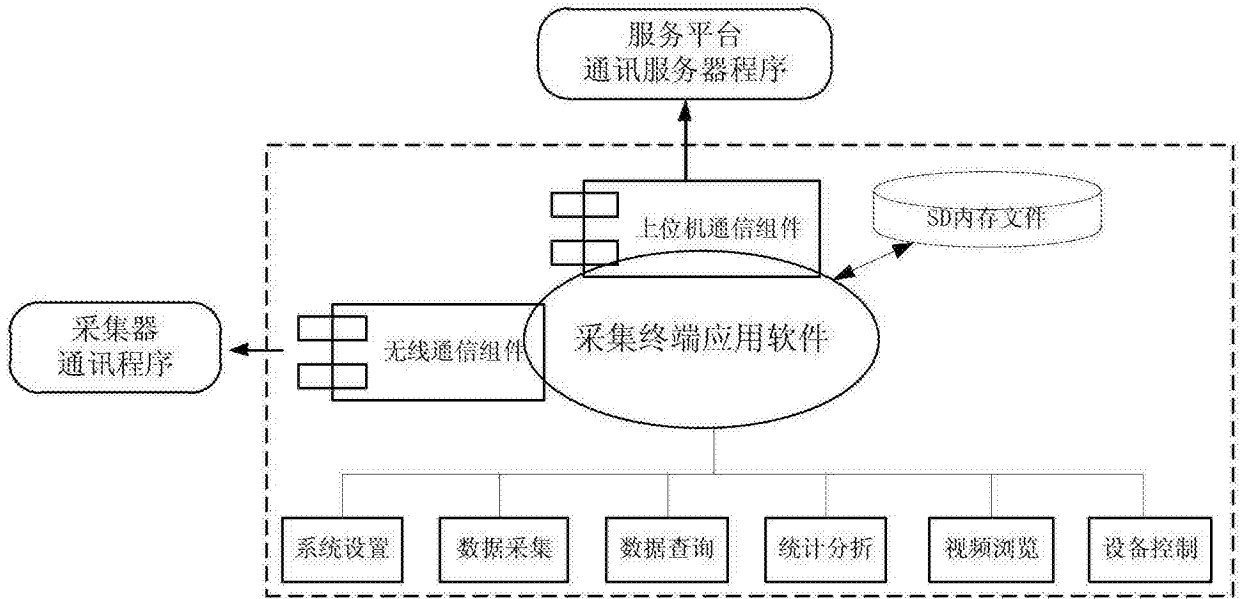 服务平台
通讯服务器程序
上位机通信组件
SD内存文件
采集器
通讯程序
无线通信组件
采集终端应用软件
系统设置
数据采集
数据查询
统计分折
视频浏览
设备控制